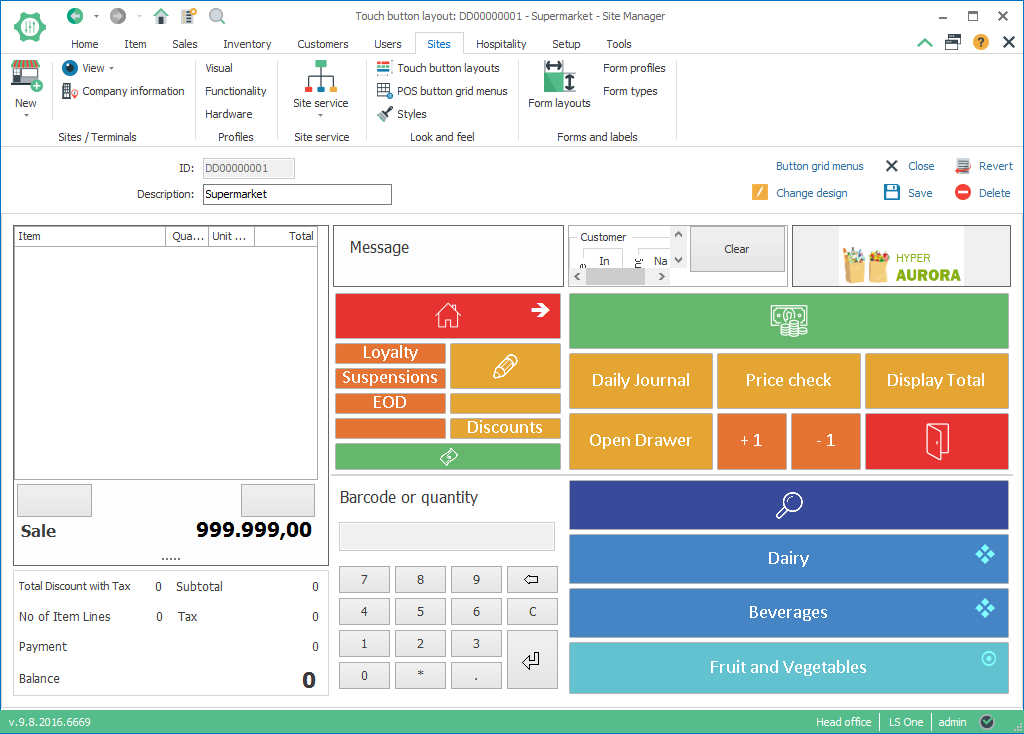 Touch button layout: DD00000001 - Supermarket - Site Manager
Home Item Sales Inventory Customers Users Sites Hospitality Setup Tools
New
View
Company information
Sites / Terminals
Visual
Functionality
Hardware
Profiles
Site service
Site service
Touch button layouts
POS button grid menus
Styles
Look and feel
Form layouts
Form profiles
Form types
Forms and labels
ID: DD00000001
Description: Supermarket
Button grid menus Close Revert
Change design Save Delete
Item Qua... Unit ... Total
Message
Customer
In Na
Clear
HYPER
AURORA
Loyalty
Suspensions
EOD
Discounts
Daily Journal Price check Display Total
Open Drawer + 1 - 1
Sale 999.999,00
.....
Total Discount with Tax 0 Subtotal 0
No of Item Lines 0 Tax 0
Payment 0
Balance 0
Barcode or quantity
7 8 9
4 5 6 C
1 2 3
0 * .
Dairy
Beverages
Fruit and Vegetables
v.9.8.2016.6669
Head office LS One admin